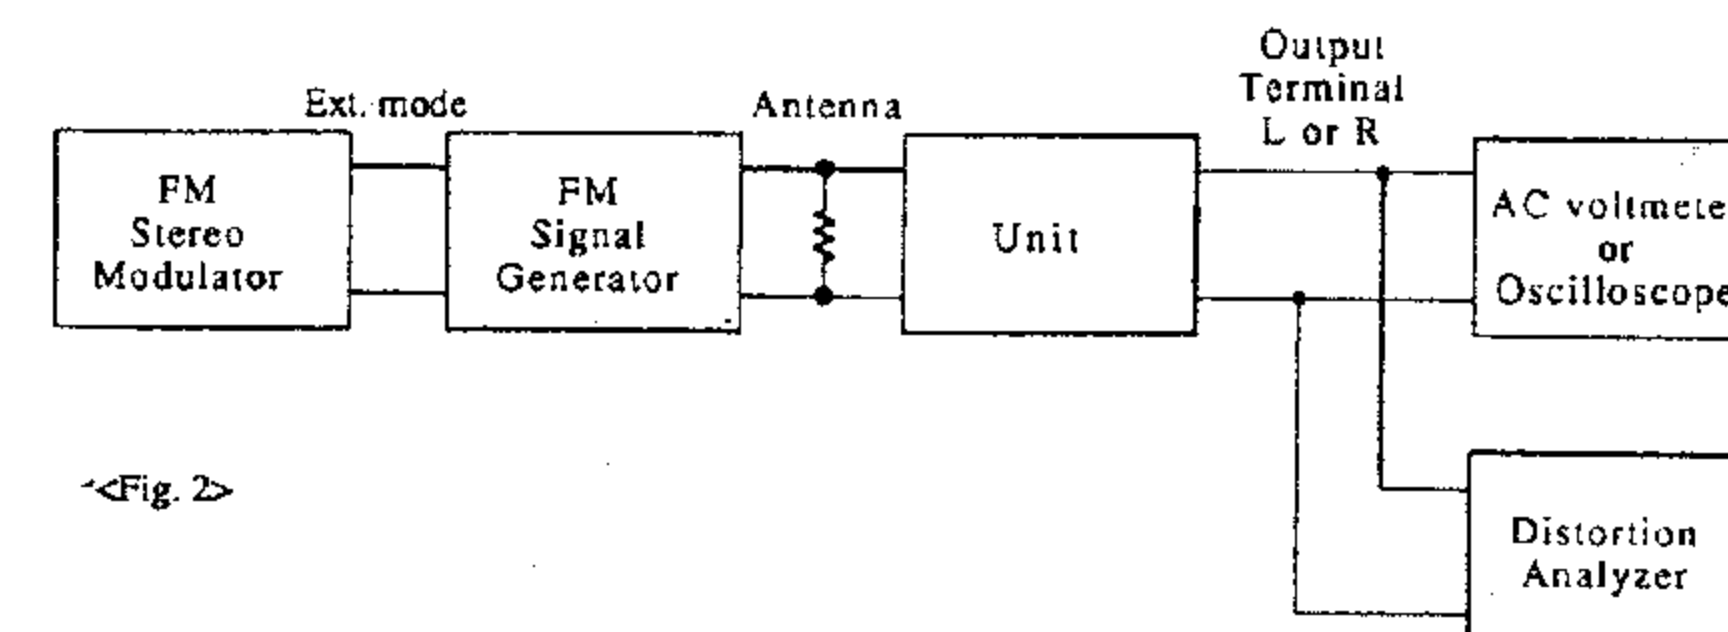 Output
Terminal
L or R
Ext. mode
Antenna
FM
Stereo
Modulator
FM
Signal
Generator
Unit
AC voltmete
or
Oscilloscope
<Fig. 2>
Distortion
Analyzer